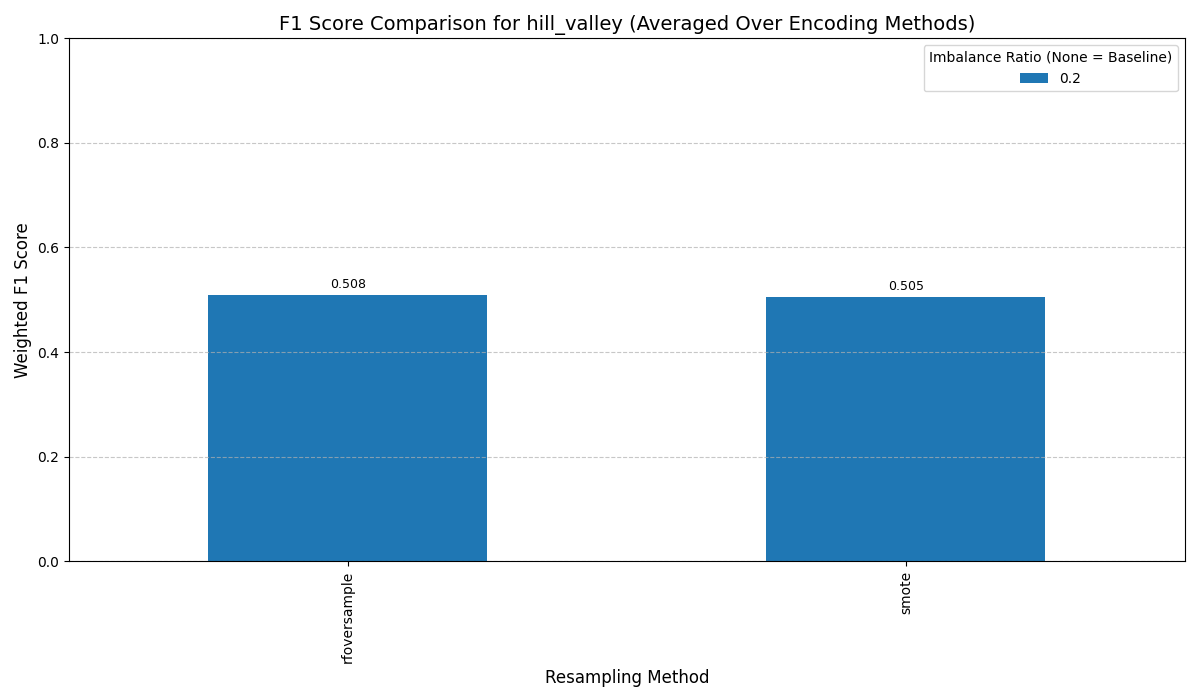 F1 Score Comparison for hill_valley (Averaged Over Encoding Methods)
Imbalance Ratio (None = Baseline)
0.2
Weighted F1 Score
1.0
0.8
0.6
0.4
0.2
0.0
0.508
0.505
rfoversample
smote
Resampling Method